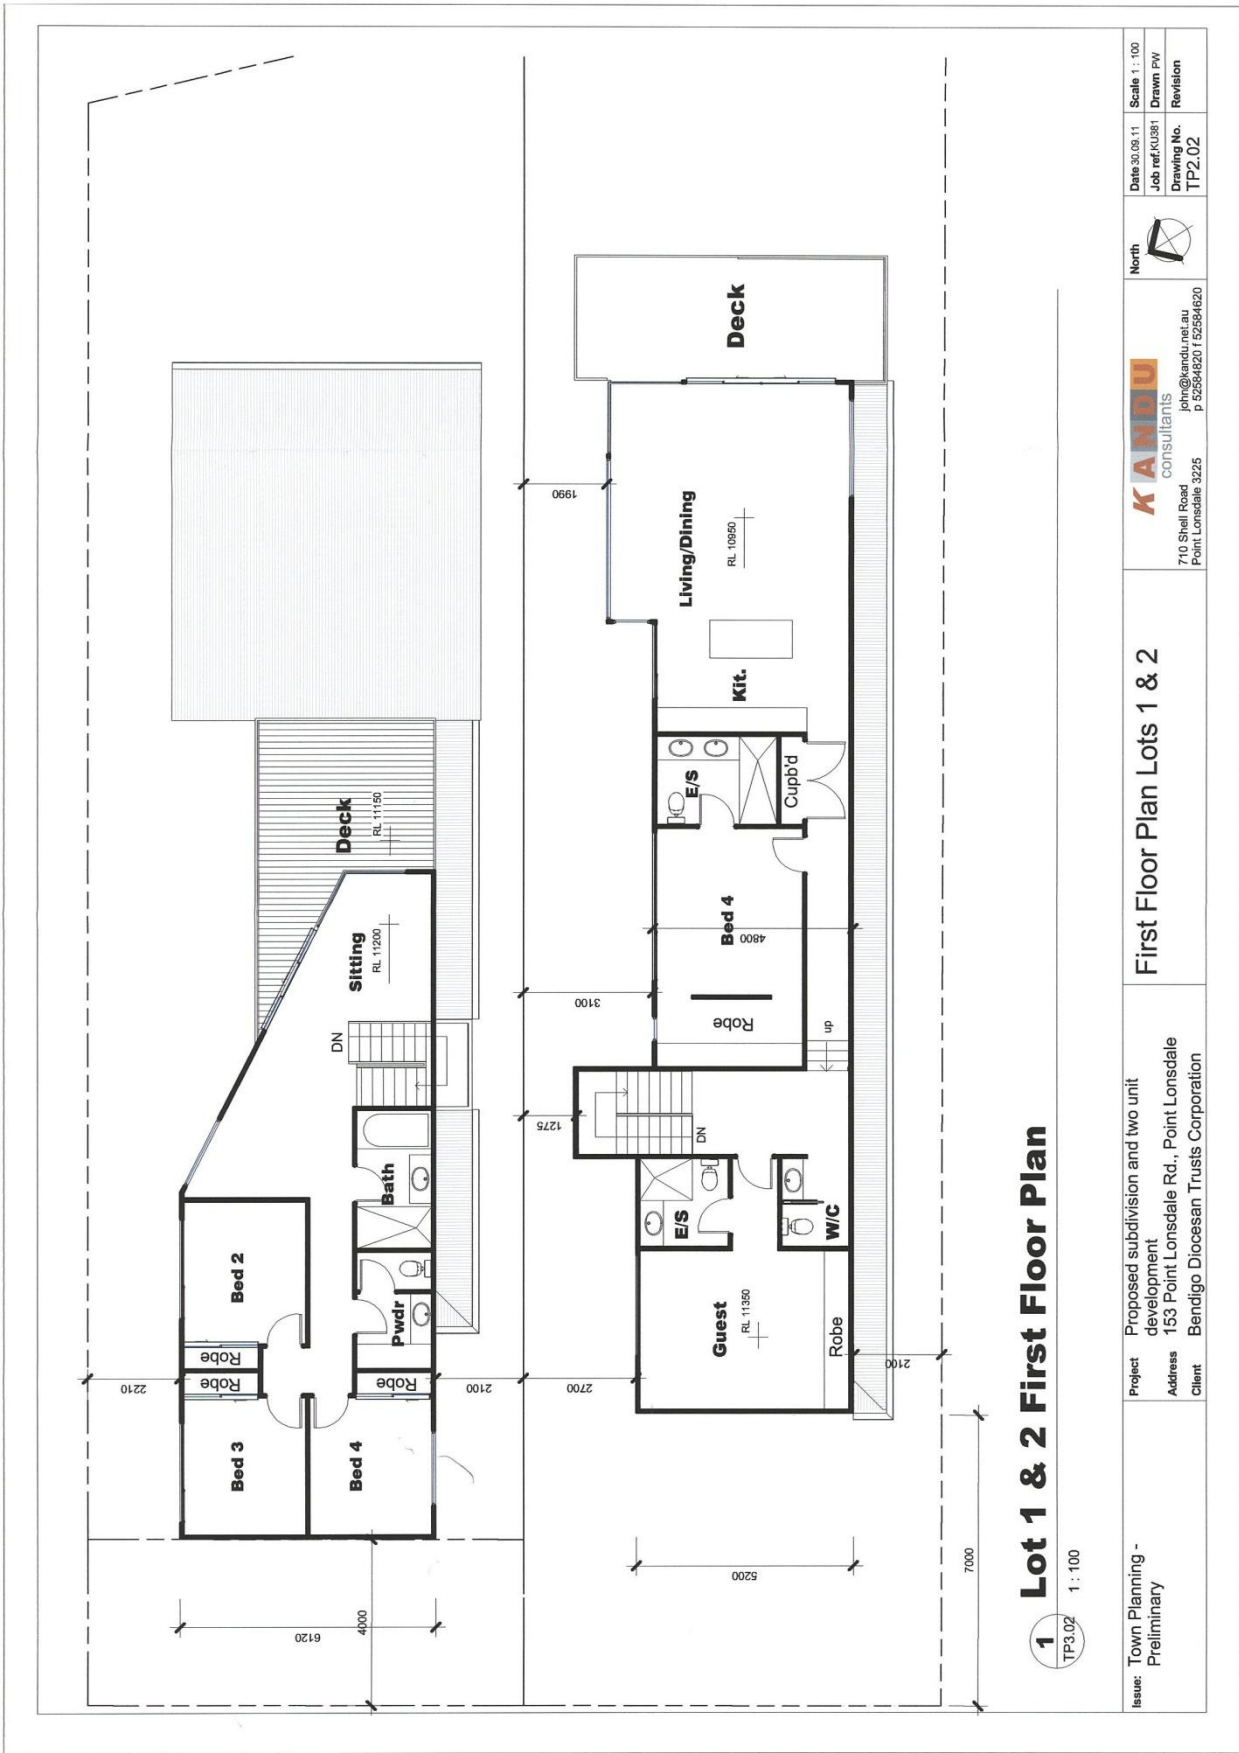 2210
6120
4000
2100
Bed 3
Bed 4
Robe
Robe
Robe
Bed 2
Pwdr
Bath
DN
Sitting
RL 11200
Deck
RL 11150
2700
5200
7000
2100
Guest
RL 11350
Robe
E/S
W/C
1275
DN
up
3100
Robe
Bed 4
4800
E/S
Cupb'd
Kit.
Living/Dining
RL 10950
1990
Deck
1
TP3.02
Lot 1 & 2 First Floor Plan
1 : 100
Issue: Town Planning -
Preliminary
Project Proposed subdivision and two unit
development
Address 153 Point Lonsdale Rd., Point Lonsdale
Client Bendigo Diocesan Trusts Corporation
First Floor Plan Lots 1 & 2
KANDU
consultants
710 Shell Road
Point Lonsdale 3225
john@kandu.net.au
p 52584820 f 52584620
North
Date 30.09.11
Scale 1 : 100
Job ref. KU381
Drawn PW
Drawing No.
TP2.02
Revision